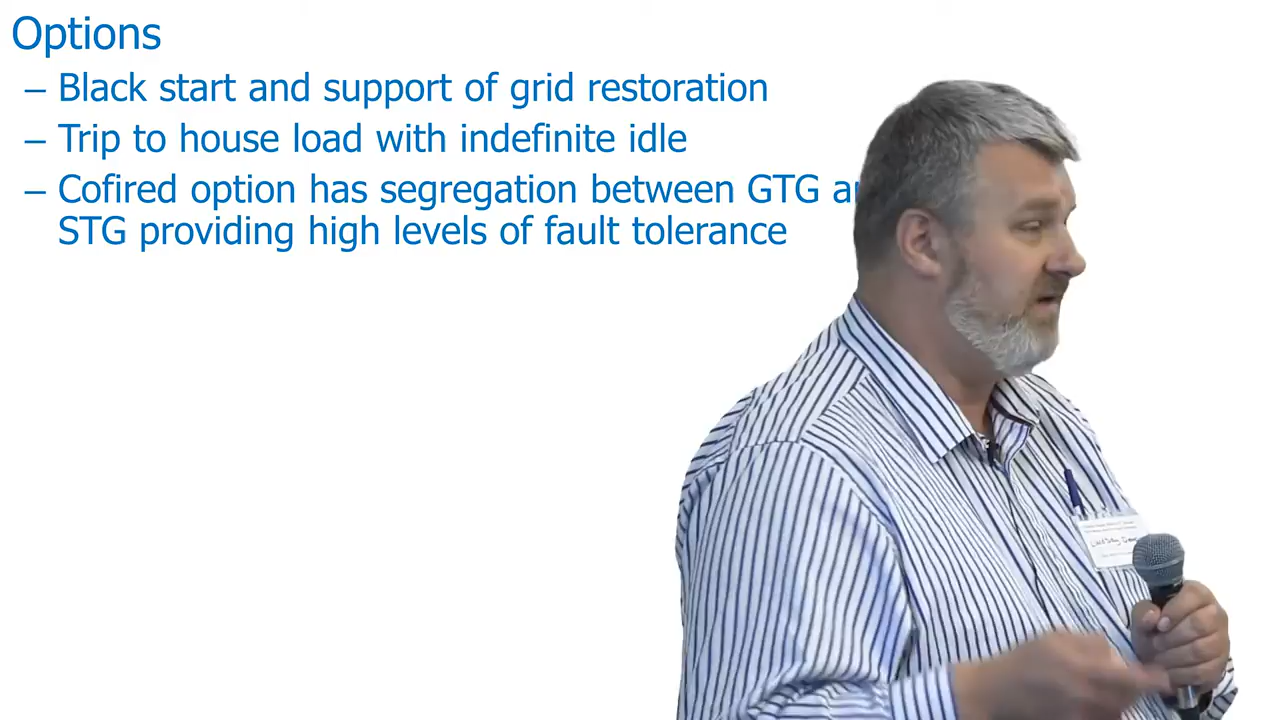 Options
– Black start and support of grid restoration
– Trip to house load with indefinite idle
– Cofired option has segregation between GTG
STG providing high levels of fault tolerance